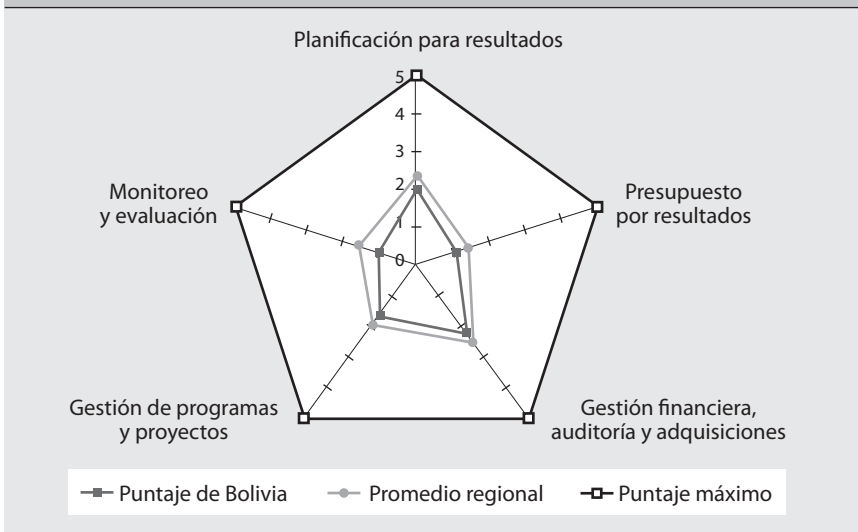 Planificación para resultados
5
4
3
2
1
0
Monitoreo
y evaluación
Presupuesto
por resultados
Gestión de programas
y proyectos
Gestión financiera,
auditoría y adquisiciones
Puntaje de Bolivia
Promedio regional
Puntaje máximo